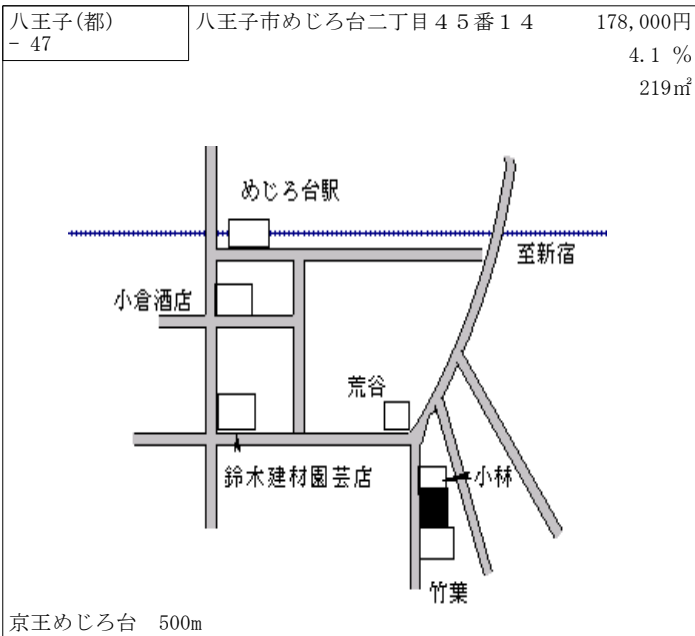 八王子(都)
- 47
八王子市めじろ台二丁目４５番１４
178,000円
4.1 %
219㎡
めじろ台駅
至新宿
小倉酒店
荒谷
鈴木建材園芸店
小林
竹葉
京王めじろ台　500m